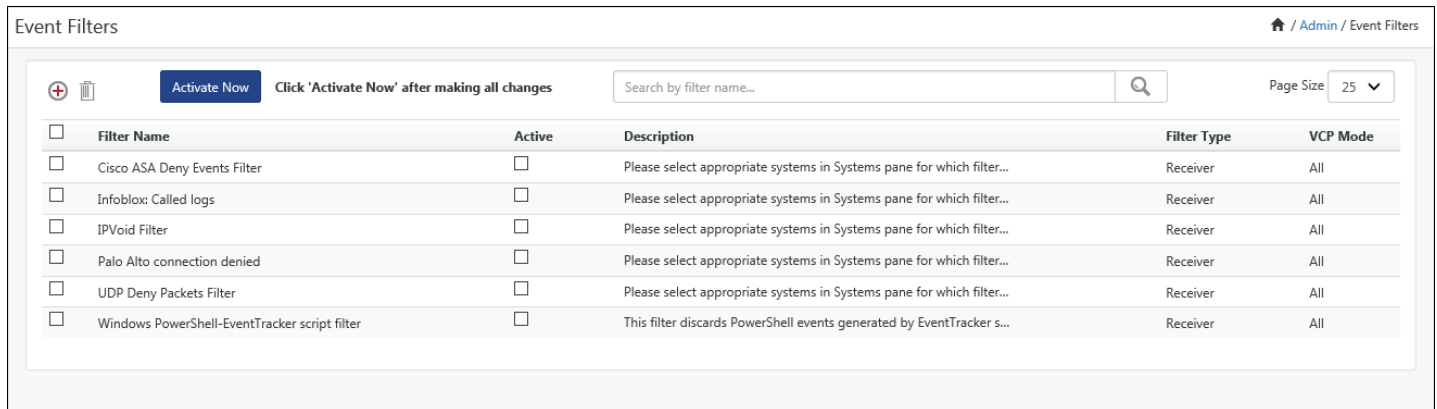 Event Filters
/ Admin / Event Filters
Activate Now Click 'Activate Now' after making all changes Search by filter name... Page Size 25
Filter Name Active Description Filter Type VCP Mode
Cisco ASA Deny Events Filter Please select appropriate systems in Systems pane for which filter... Receiver All
Infoblox: Called logs Please select appropriate systems in Systems pane for which filter... Receiver All
IPVoid Filter Please select appropriate systems in Systems pane for which filter... Receiver All
Palo Alto connection denied Please select appropriate systems in Systems pane for which filter... Receiver All
UDP Deny Packets Filter Please select appropriate systems in Systems pane for which filter... Receiver All
Windows PowerShell-EventTracker script filter This filter discards PowerShell events generated by EventTracker s... Receiver All